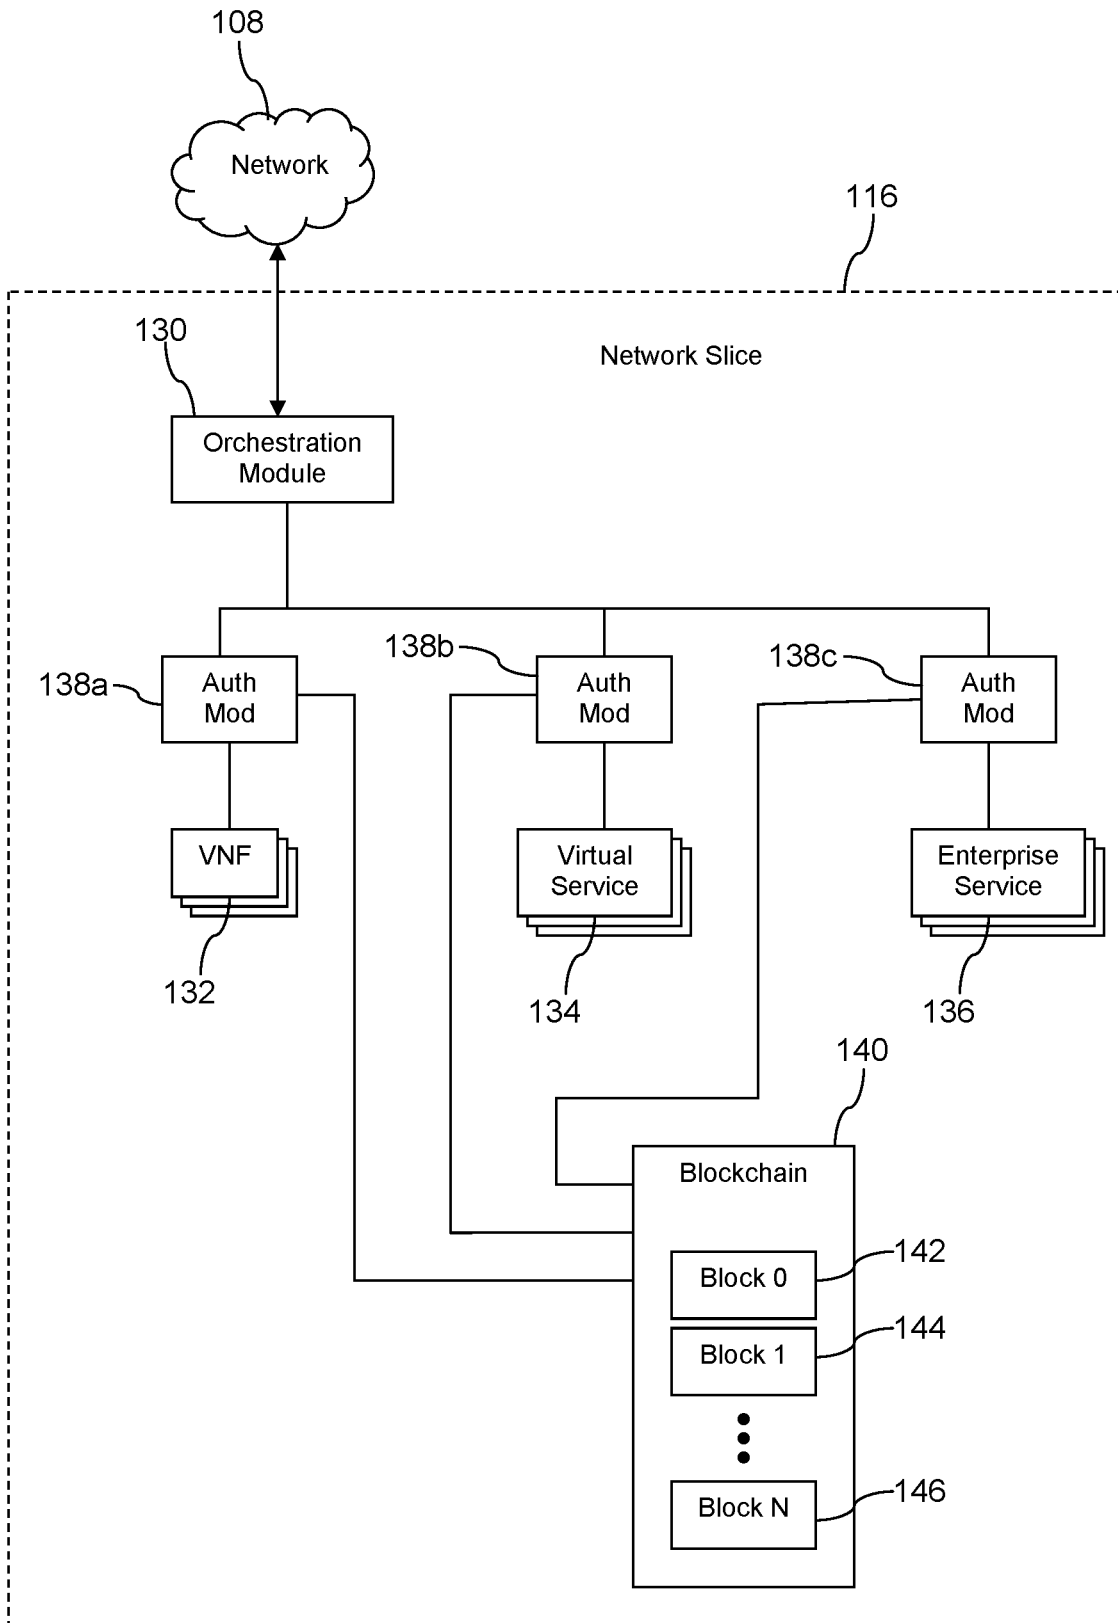 108
Network
116
130
Network Slice
Orchestration
Module
138b
138c
138a
Auth
Mod
Auth
Mod
Auth
Mod
VNF
Virtual
Service
Enterprise
Service
132
134
136
140
Blockchain
142
Block 0
144
Block 1
146
Block N